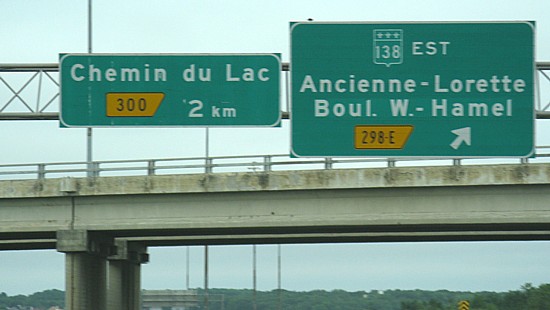 Chemin du Lac
300 2 km
138 EST
Ancienne-Lorette
Boul. W.-Hamel
298-E